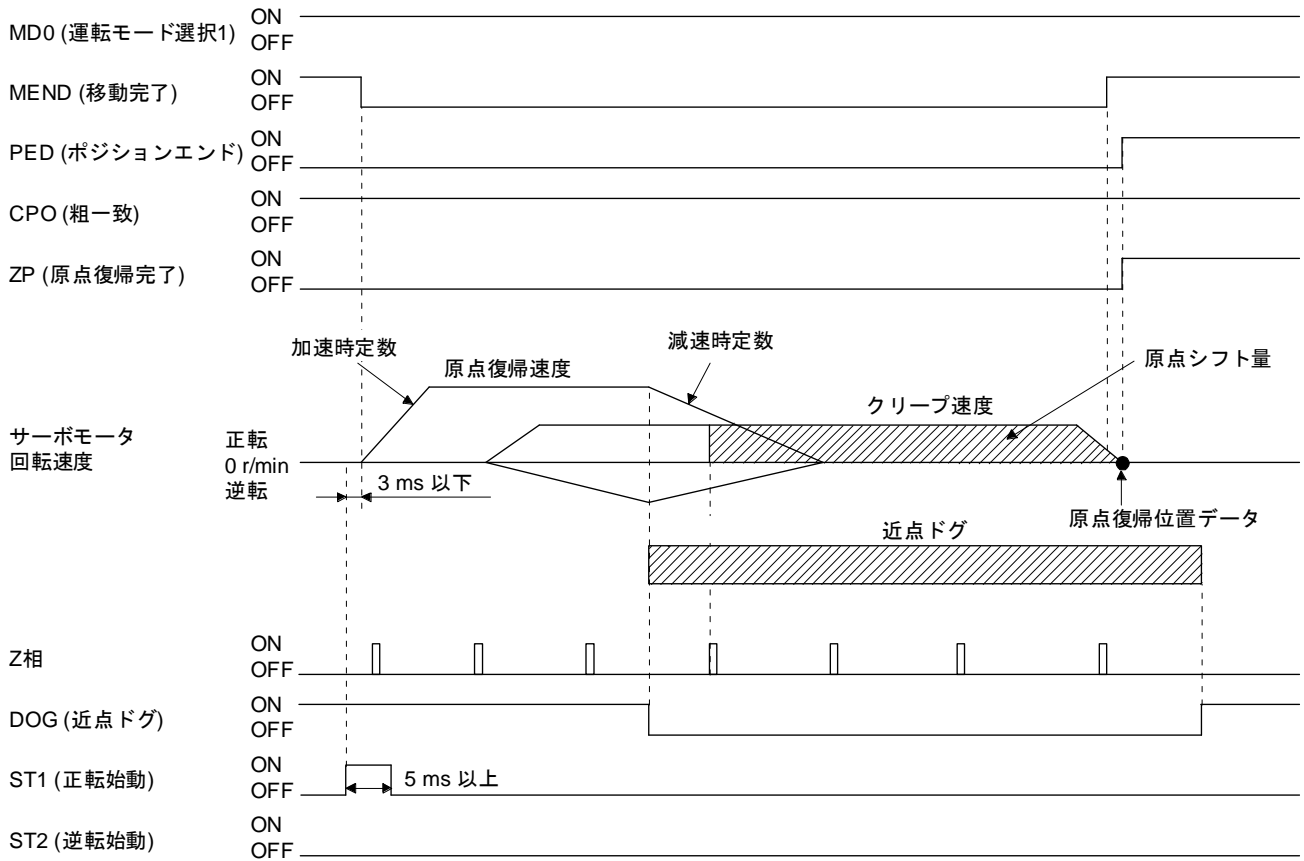 MD0 (運転モード選択1)
ON
OFF
MEND (移動完了)
ON
OFF
PED (ポジションエンド)
ON
OFF
CPO (粗一致)
ON
OFF
ZP (原点復帰完了)
ON
OFF
加速時定数
原点復帰速度
減速時定数
原点シフト量
クリープ速度
サーボモータ
回転速度
正転
0 r/min
逆転
3 ms 以下
原点復帰位置データ
近点ドグ
Z相
ON
OFF
DOG (近点ドグ)
ON
OFF
ST1 (正転始動)
ON
OFF
5 ms 以上
ST2 (逆転始動)
ON
OFF